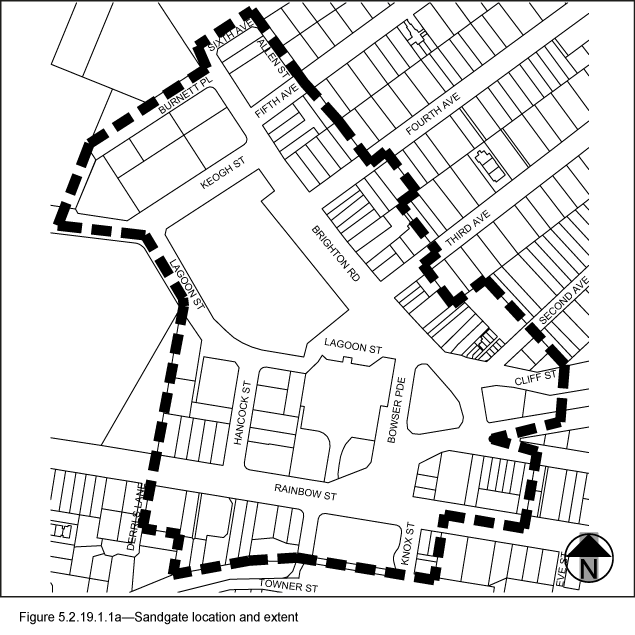 SIXTH AVE
ALLEN ST
BURNETT PL
FIFTH AVE
FOURTH AVE
KEOGH ST
THIRD AVE
BRIGHTON RD
LAGOON ST
SECOND AVE
LAGOON ST
CLIFF ST
HANCOCK ST
BOWSER PDE
RAINBOW ST
DERRLS LANE
KNOX ST
EVE ST
N
TOWNER ST
Figure 5.2.19.1.1a—Sandgate location and extent